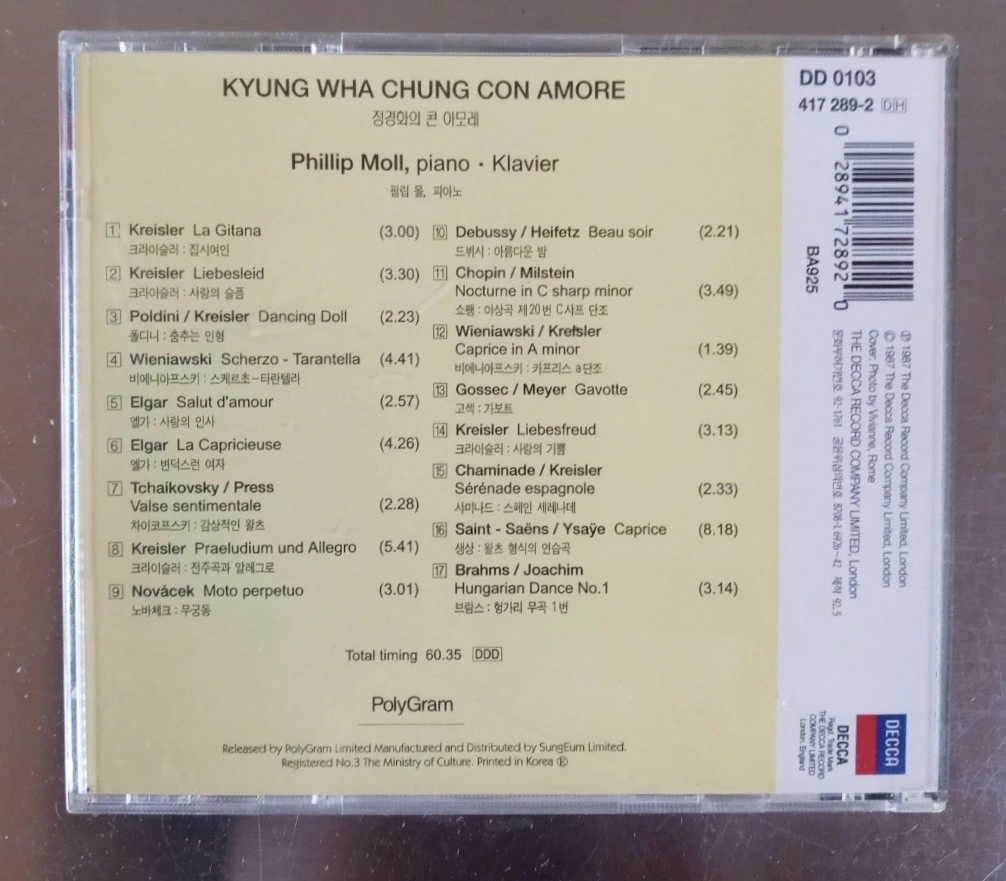 KYUNG WHA CHUNG CON AMORE
정경화의 콘 아모레
Phillip Moll, piano · Klavier
필립 몰, 피아노
1 Kreisler La Gitana (3.00)
크라이슬러 : 집시여인
2 Kreisler Liebesleid (3.30)
크라이슬러 : 사랑의 슬픔
3 Poldini / Kreisler Dancing Doll (2.23)
폴디니 : 춤추는 인형
4 Wieniawski Scherzo - Tarantella (4.41)
비에니아프스키 : 스케르초-타란텔라
5 Elgar Salut d'amour (2.57)
엘가 : 사랑의 인사
6 Elgar La Capricieuse (4.26)
엘가 : 변덕스런 여자
7 Tchaikovsky / Press
Valse sentimentale (2.28)
차이코프스키 : 감상적인 왈츠
8 Kreisler Praeludium und Allegro (5.41)
크라이슬러 : 전주곡과 알레그로
9 Novácek Moto perpetuo (3.01)
노바체크 : 무궁동
10 Debussy / Heifetz Beau soir (2.21)
드뷔시 : 아름다운 밤
11 Chopin / Milstein
Nocturne in C sharp minor (3.49)
쇼팽 : 야상곡 제20번 C샤프 단조
12 Wieniawski / Kreisler
Caprice in A minor (1.39)
비에니아프스키 : 카프리스 a단조
13 Gossec / Meyer Gavotte (2.45)
고섹 : 가보트
14 Kreisler Liebesfreud (3.13)
크라이슬러 : 사랑의 기쁨
15 Chaminade / Kreisler
Sérénade espagnole (2.33)
샤미나드 : 스페인 세레나데
16 Saint - Saëns / Ysaÿe Caprice (8.18)
생상 : 왈츠 형식의 연습곡
17 Brahms / Joachim
Hungarian Dance No.1 (3.14)
브람스 : 헝가리 무곡 1번
Total timing 60.35 DDD
PolyGram
Released by PolyGram Limited Manufactured and Distributed by SungEum Limited.
Registered No.3 The Ministry of Culture. Printed in Korea Ⓡ
DD 0103
417 289-2 DH
0 28941 72892 0
BA925
Ⓟ 1987 The Decca Record Company Limited, London
© 1987 The Decca Record Company Limited, London
Cover: Photo by Vivianne, Rome
THE DECCA RECORD COMPANY LIMITED, London
DECCA
DECCA
Regd. Trade Mark
THE DECCA RECORD
COMPANY LIMITED
London, England